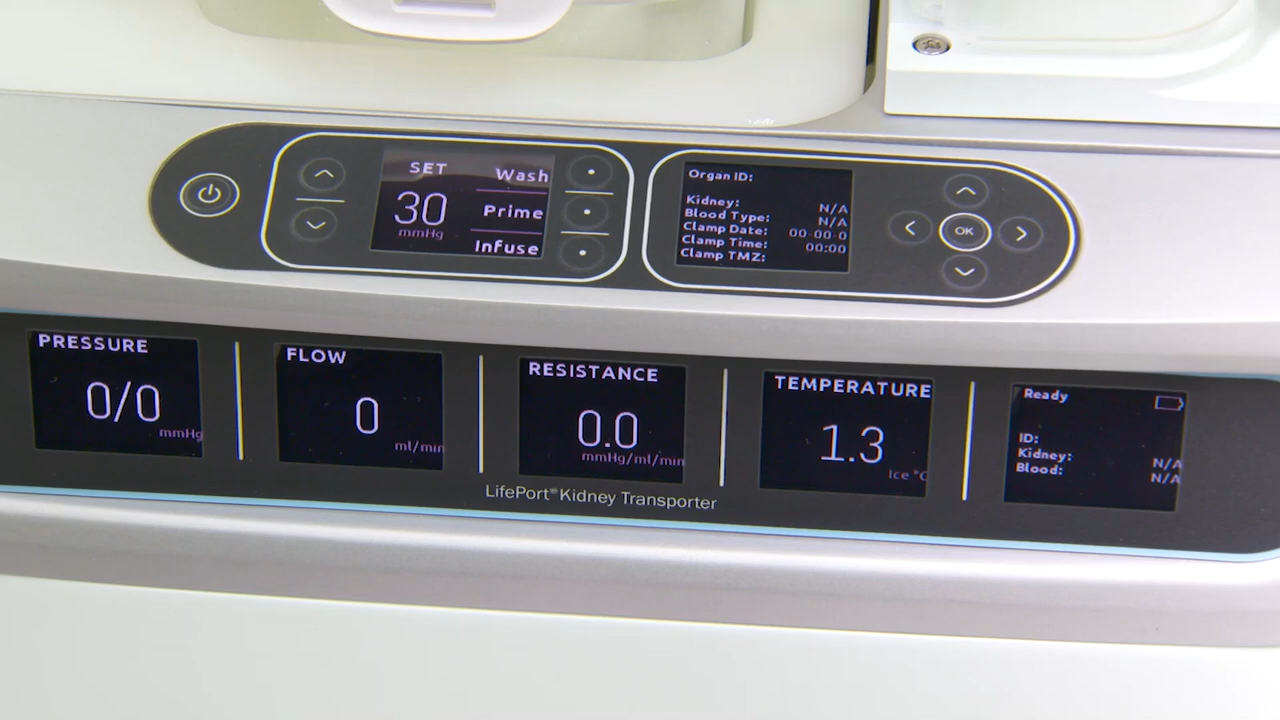 SET
30
mmHg
Wash
Prime
Infuse
Organ ID:
Kidney: N/A
Blood Type: N/A
Clamp Date: 00-00-0
Clamp Time: 00:00
Clamp TMZ:
OK
PRESSURE
0/0
mmHg
FLOW
0
ml/min
RESISTANCE
0.0
mmHg/ml/min
TEMPERATURE
1.3
Ice °C
Ready
ID:
Kidney: N/A
Blood: N/A
LifePort® Kidney Transporter